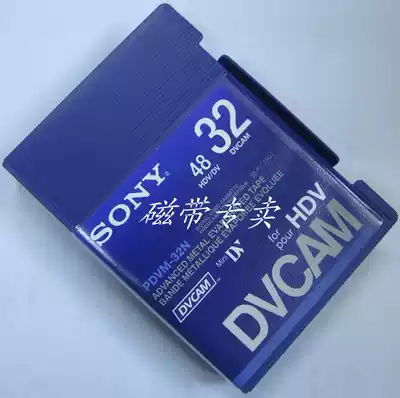 SONY
48
HDV/DV
32
DVCAM
PDVM-32N
ADVANCED METAL EVAPORATED TAPE
BANDE METALLIQUE EVAPOREE EVOLUEE
DVCAM
Mini DV
for
pour
HDV
DVCAM
磁带专卖